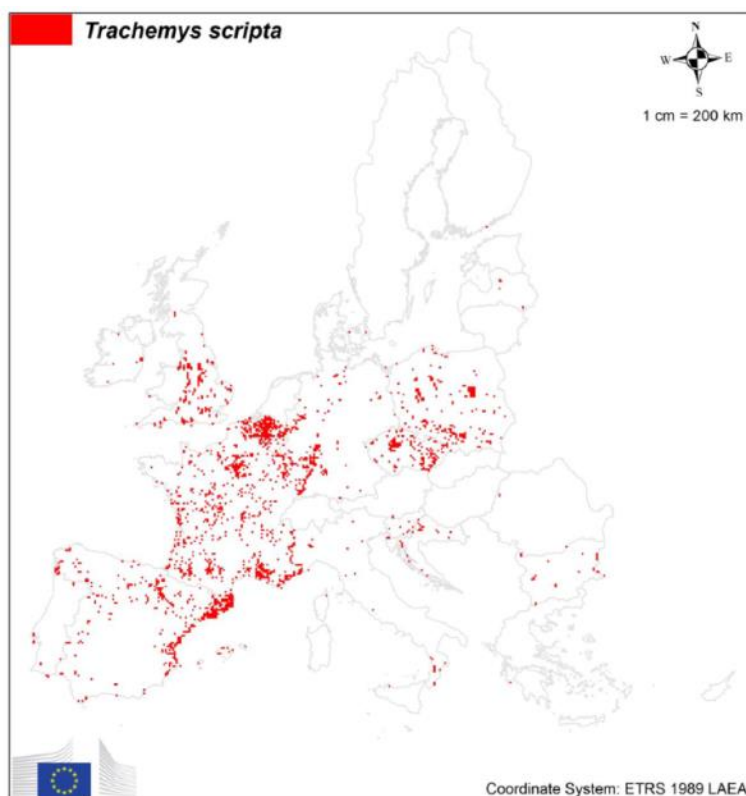 Trachemys scripta
N
W E
S
1 cm = 200 km
Coordinate System: ETRS 1989 LAEA